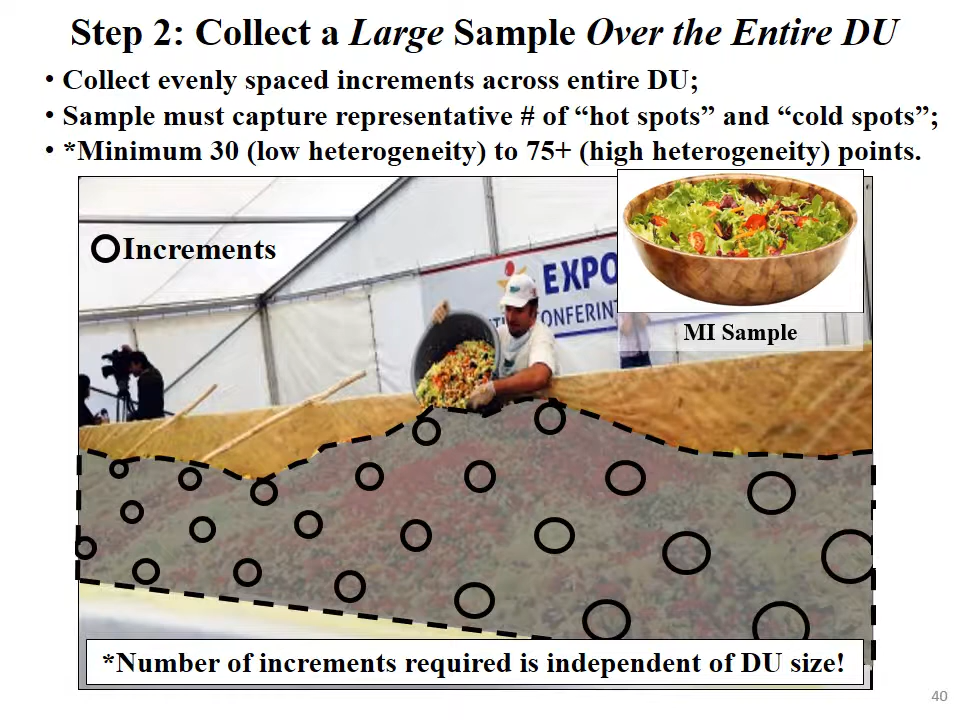 Step 2: Collect a Large Sample Over the Entire DU
• Collect evenly spaced increments across entire DU;
• Sample must capture representative # of “hot spots” and “cold spots”;
• *Minimum 30 (low heterogeneity) to 75+ (high heterogeneity) points.
Increments
EXPO
CONFERIN
MI Sample
*Number of increments required is independent of DU size!
40